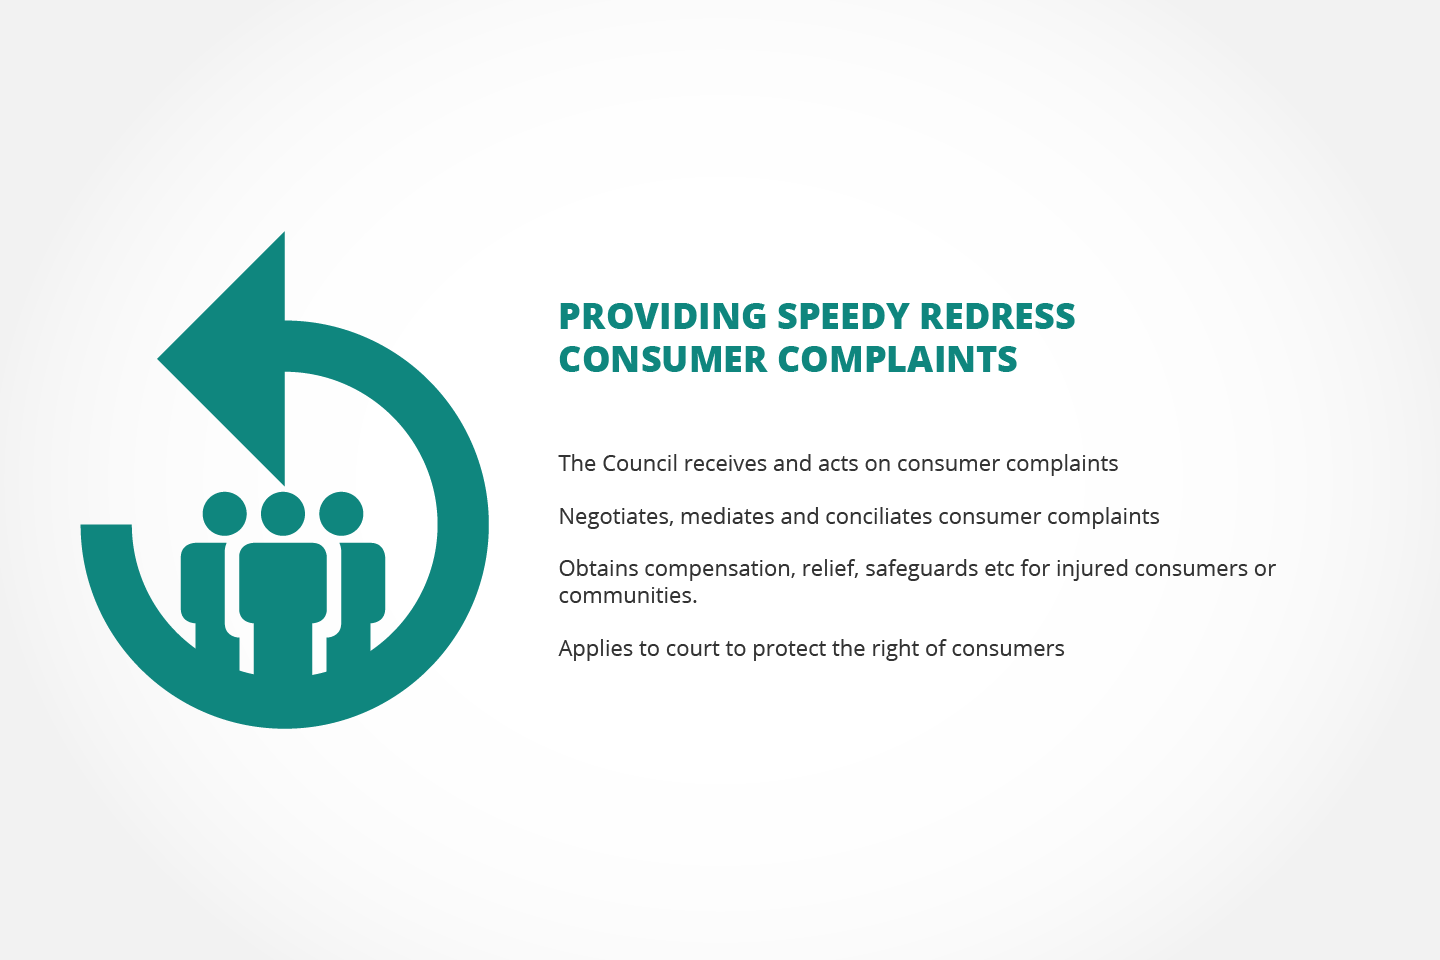 PROVIDING SPEEDY REDRESS
CONSUMER COMPLAINTS
The Council receives and acts on consumer complaints
Negotiates, mediates and conciliates consumer complaints
Obtains compensation, relief, safeguards etc for injured consumers or
communities.
Applies to court to protect the right of consumers